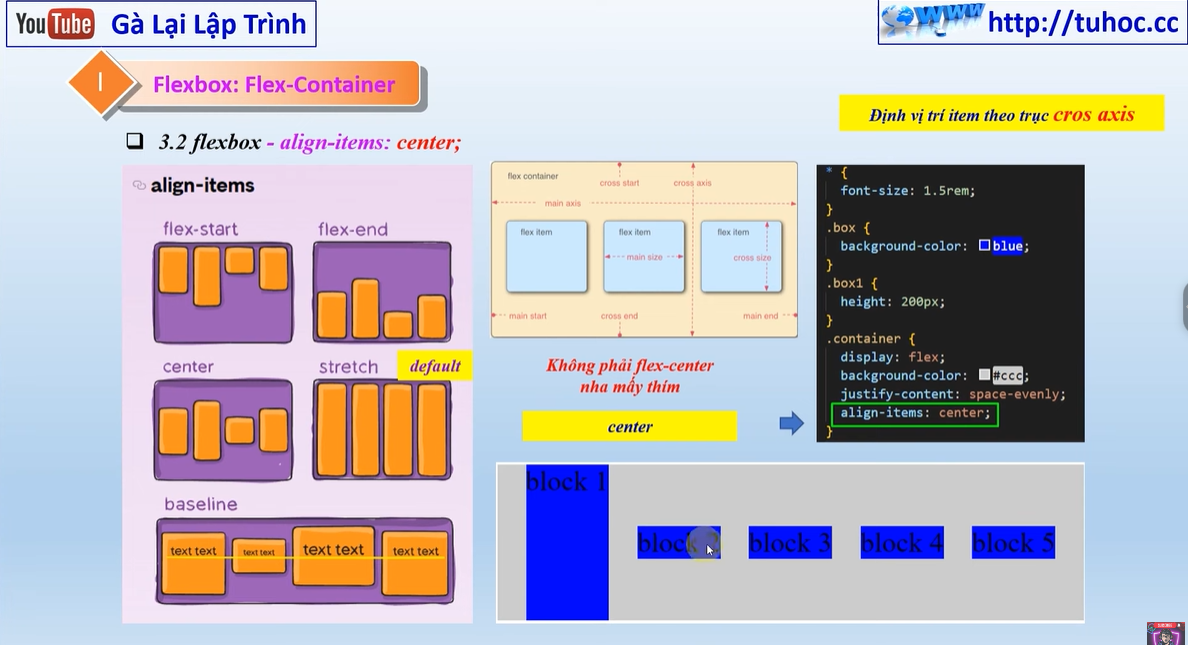 YouTube Gà Lại Lập Trình
www http://tuhoc.cc
I
Flexbox: Flex-Container
Định vị trí item theo trục cros axis
3.2 flexbox - align-items: center;
align-items
flex-start
flex-end
center
stretch
default
baseline
text text
text text
text text
text text
flex container
cross start
cross axis
main axis
flex item
flex item
flex item
main size
cross size
main start
cross end
main end
Không phải flex-center
nha mấy thím
center
* {
font-size: 1.5rem;
}
.box {
background-color: blue;
}
.box1 {
height: 200px;
}
.container {
display: flex;
background-color: #ccc;
justify-content: space-evenly;
align-items: center;
}
block 1
block 2
block 3
block 4
block 5